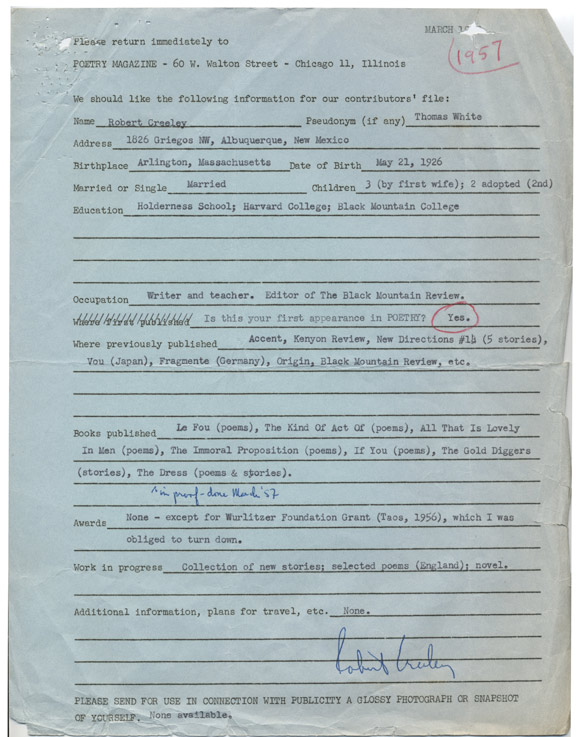 MARCH
1957
Please return immediately to
POETRY MAGAZINE - 60 W. Walton Street - Chicago 11, Illinois
We should like the following information for our contributors' file:
Name Robert Creeley Pseudonym (if any) Thomas White
Address 1826 Griegos NW, Albuquerque, New Mexico
Birthplace Arlington, Massachusetts Date of Birth May 21, 1926
Married or Single Married Children 3 (by first wife); 2 adopted (2nd)
Education Holderness School; Harvard College; Black Mountain College
Occupation Writer and teacher. Editor of The Black Mountain Review.
Where first published Is this your first appearance in POETRY? Yes.
Where previously published Accent, Kenyon Review, New Directions #14 (5 stories),
Vou (Japan), Fragmente (Germany), Origin, Black Mountain Review, etc.
Books published Le Fou (poems), The Kind Of Act Of (poems), All That Is Lovely
In Men (poems), The Immoral Proposition (poems), If You (poems), The Gold Diggers
(stories), The Dress (poems & stories).
^in proof - done March '57
Awards None - except for Wurlitzer Foundation Grant (Taos, 1956), which I was
obliged to turn down.
Work in progress Collection of new stories; selected poems (England); novel.
Additional information, plans for travel, etc. None.
Robert Creeley
PLEASE SEND FOR USE IN CONNECTION WITH PUBLICITY A GLOSSY PHOTOGRAPH OR SNAPSHOT
OF YOURSELF. None available.